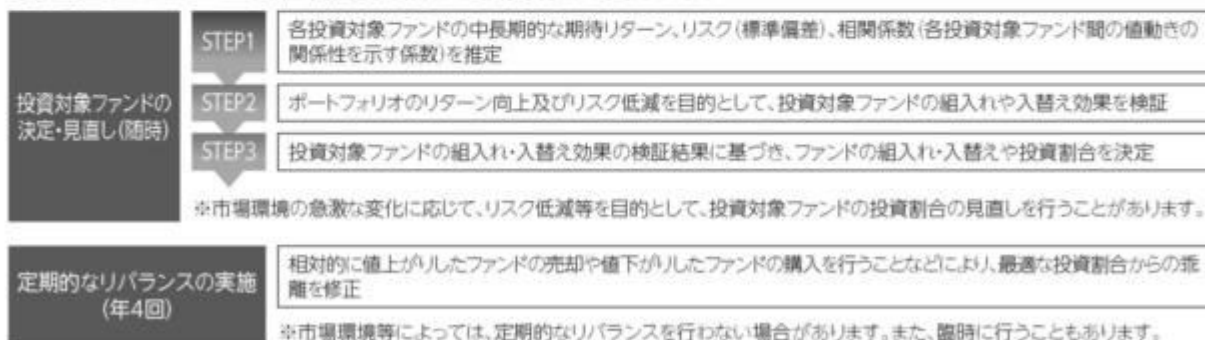 投資対象ファンドの
決定・見直し(随時)
STEP1
各投資対象ファンドの中長期的な期待リターン、リスク(標準偏差)、相関係数(各投資対象ファンド間の値動きの
関係性を示す係数)を推定
STEP2
ポートフォリオのリターン向上及びリスク低減を目的として、投資対象ファンドの組入れや入替え効果を検証
STEP3
投資対象ファンドの組入れ・入替え効果の検証結果に基づき、ファンドの組入れ・入替えや投資割合を決定
※市場環境の急激な変化に応じて、リスク低減等を目的として、投資対象ファンドの投資割合の見直しを行うことがあります。
定期的なリバランスの実施
(年4回)
相対的に値上がりしたファンドの売却や値下がりしたファンドの購入を行うことなどにより、最適な投資割合からの乖
離を修正
※市場環境等によっては、定期的なリバランスを行わない場合があります。また、臨時に行うこともあります。